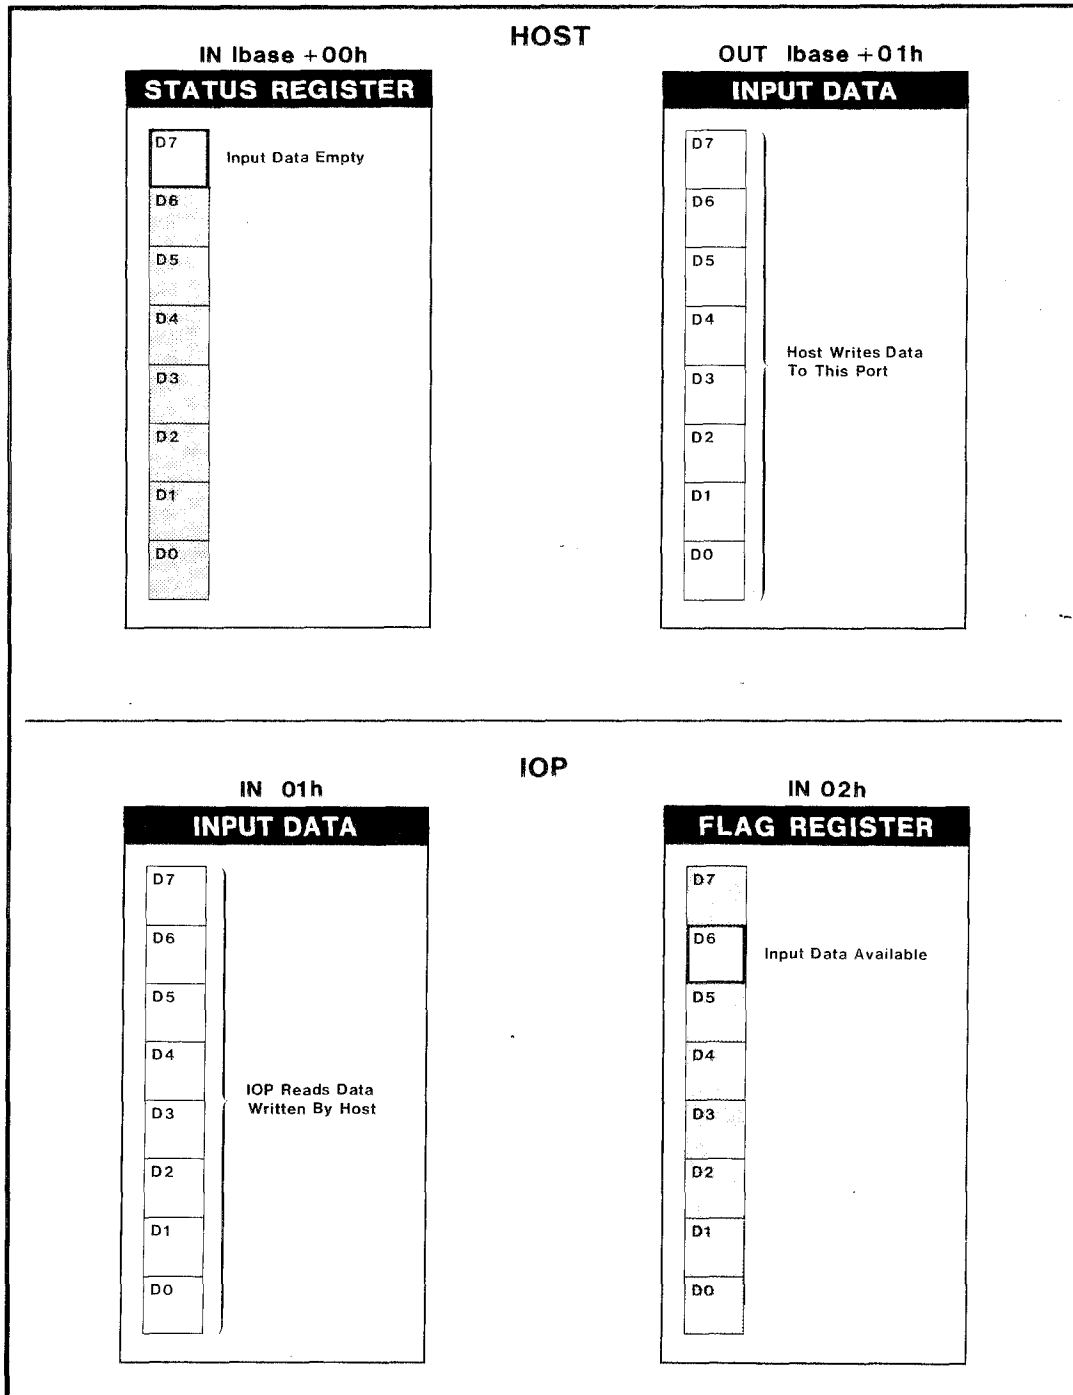 HOST
IN Ibase +00h
STATUS REGISTER
D7
Input Data Empty
D6
D5
D4
D3
D2
D1
D0
OUT Ibase +01h
INPUT DATA
D7
D6
D5
D4
D3
D2
D1
D0
Host Writes Data
To This Port
IOP
IN 01h
INPUT DATA
D7
D6
D5
D4
D3
D2
D1
D0
IOP Reads Data
Written By Host
IN 02h
FLAG REGISTER
D7
D6
Input Data Available
D5
D4
D3
D2
D1
D0